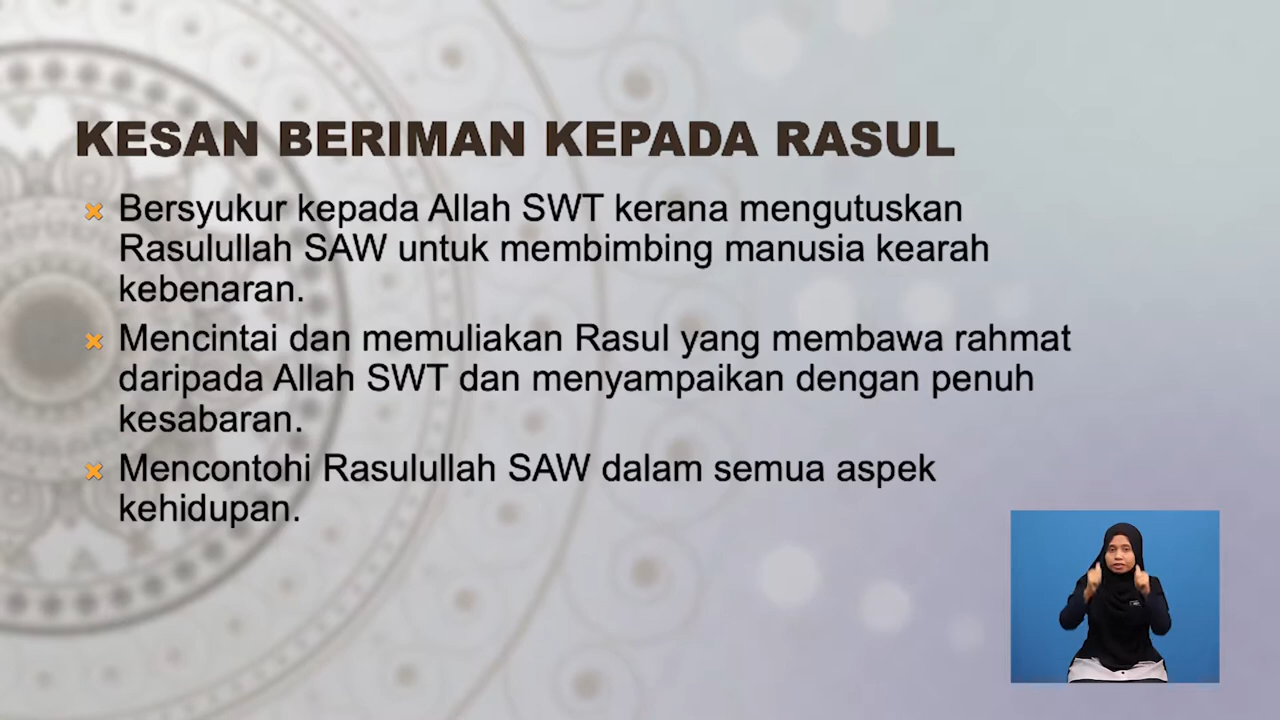 KESAN BERIMAN KEPADA RASUL
Bersyukur kepada Allah SWT kerana mengutuskan
Rasulullah SAW untuk membimbing manusia kearah
kebenaran.
Mencintai dan memuliakan Rasul yang membawa rahmat
daripada Allah SWT dan menyampaikan dengan penuh
kesabaran.
Mencontohi Rasulullah SAW dalam semua aspek
kehidupan.